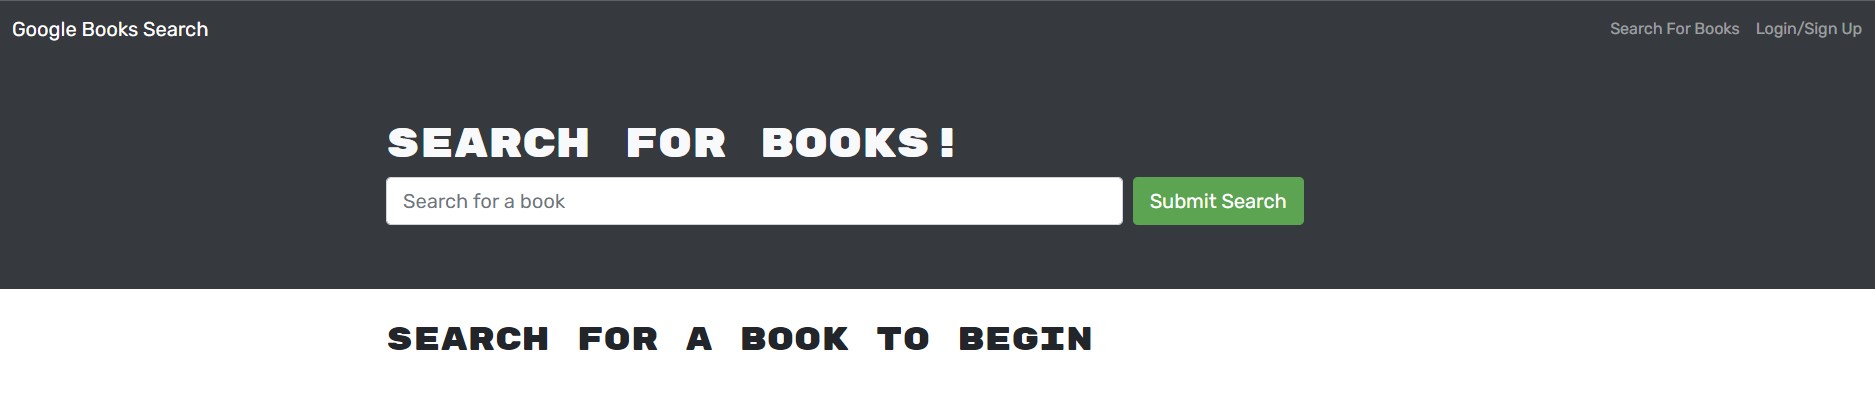 Google Books Search
Search For Books
Login/Sign Up
SEARCH FOR BOOKS!
Search for a book
Submit Search
SEARCH FOR A BOOK TO BEGIN